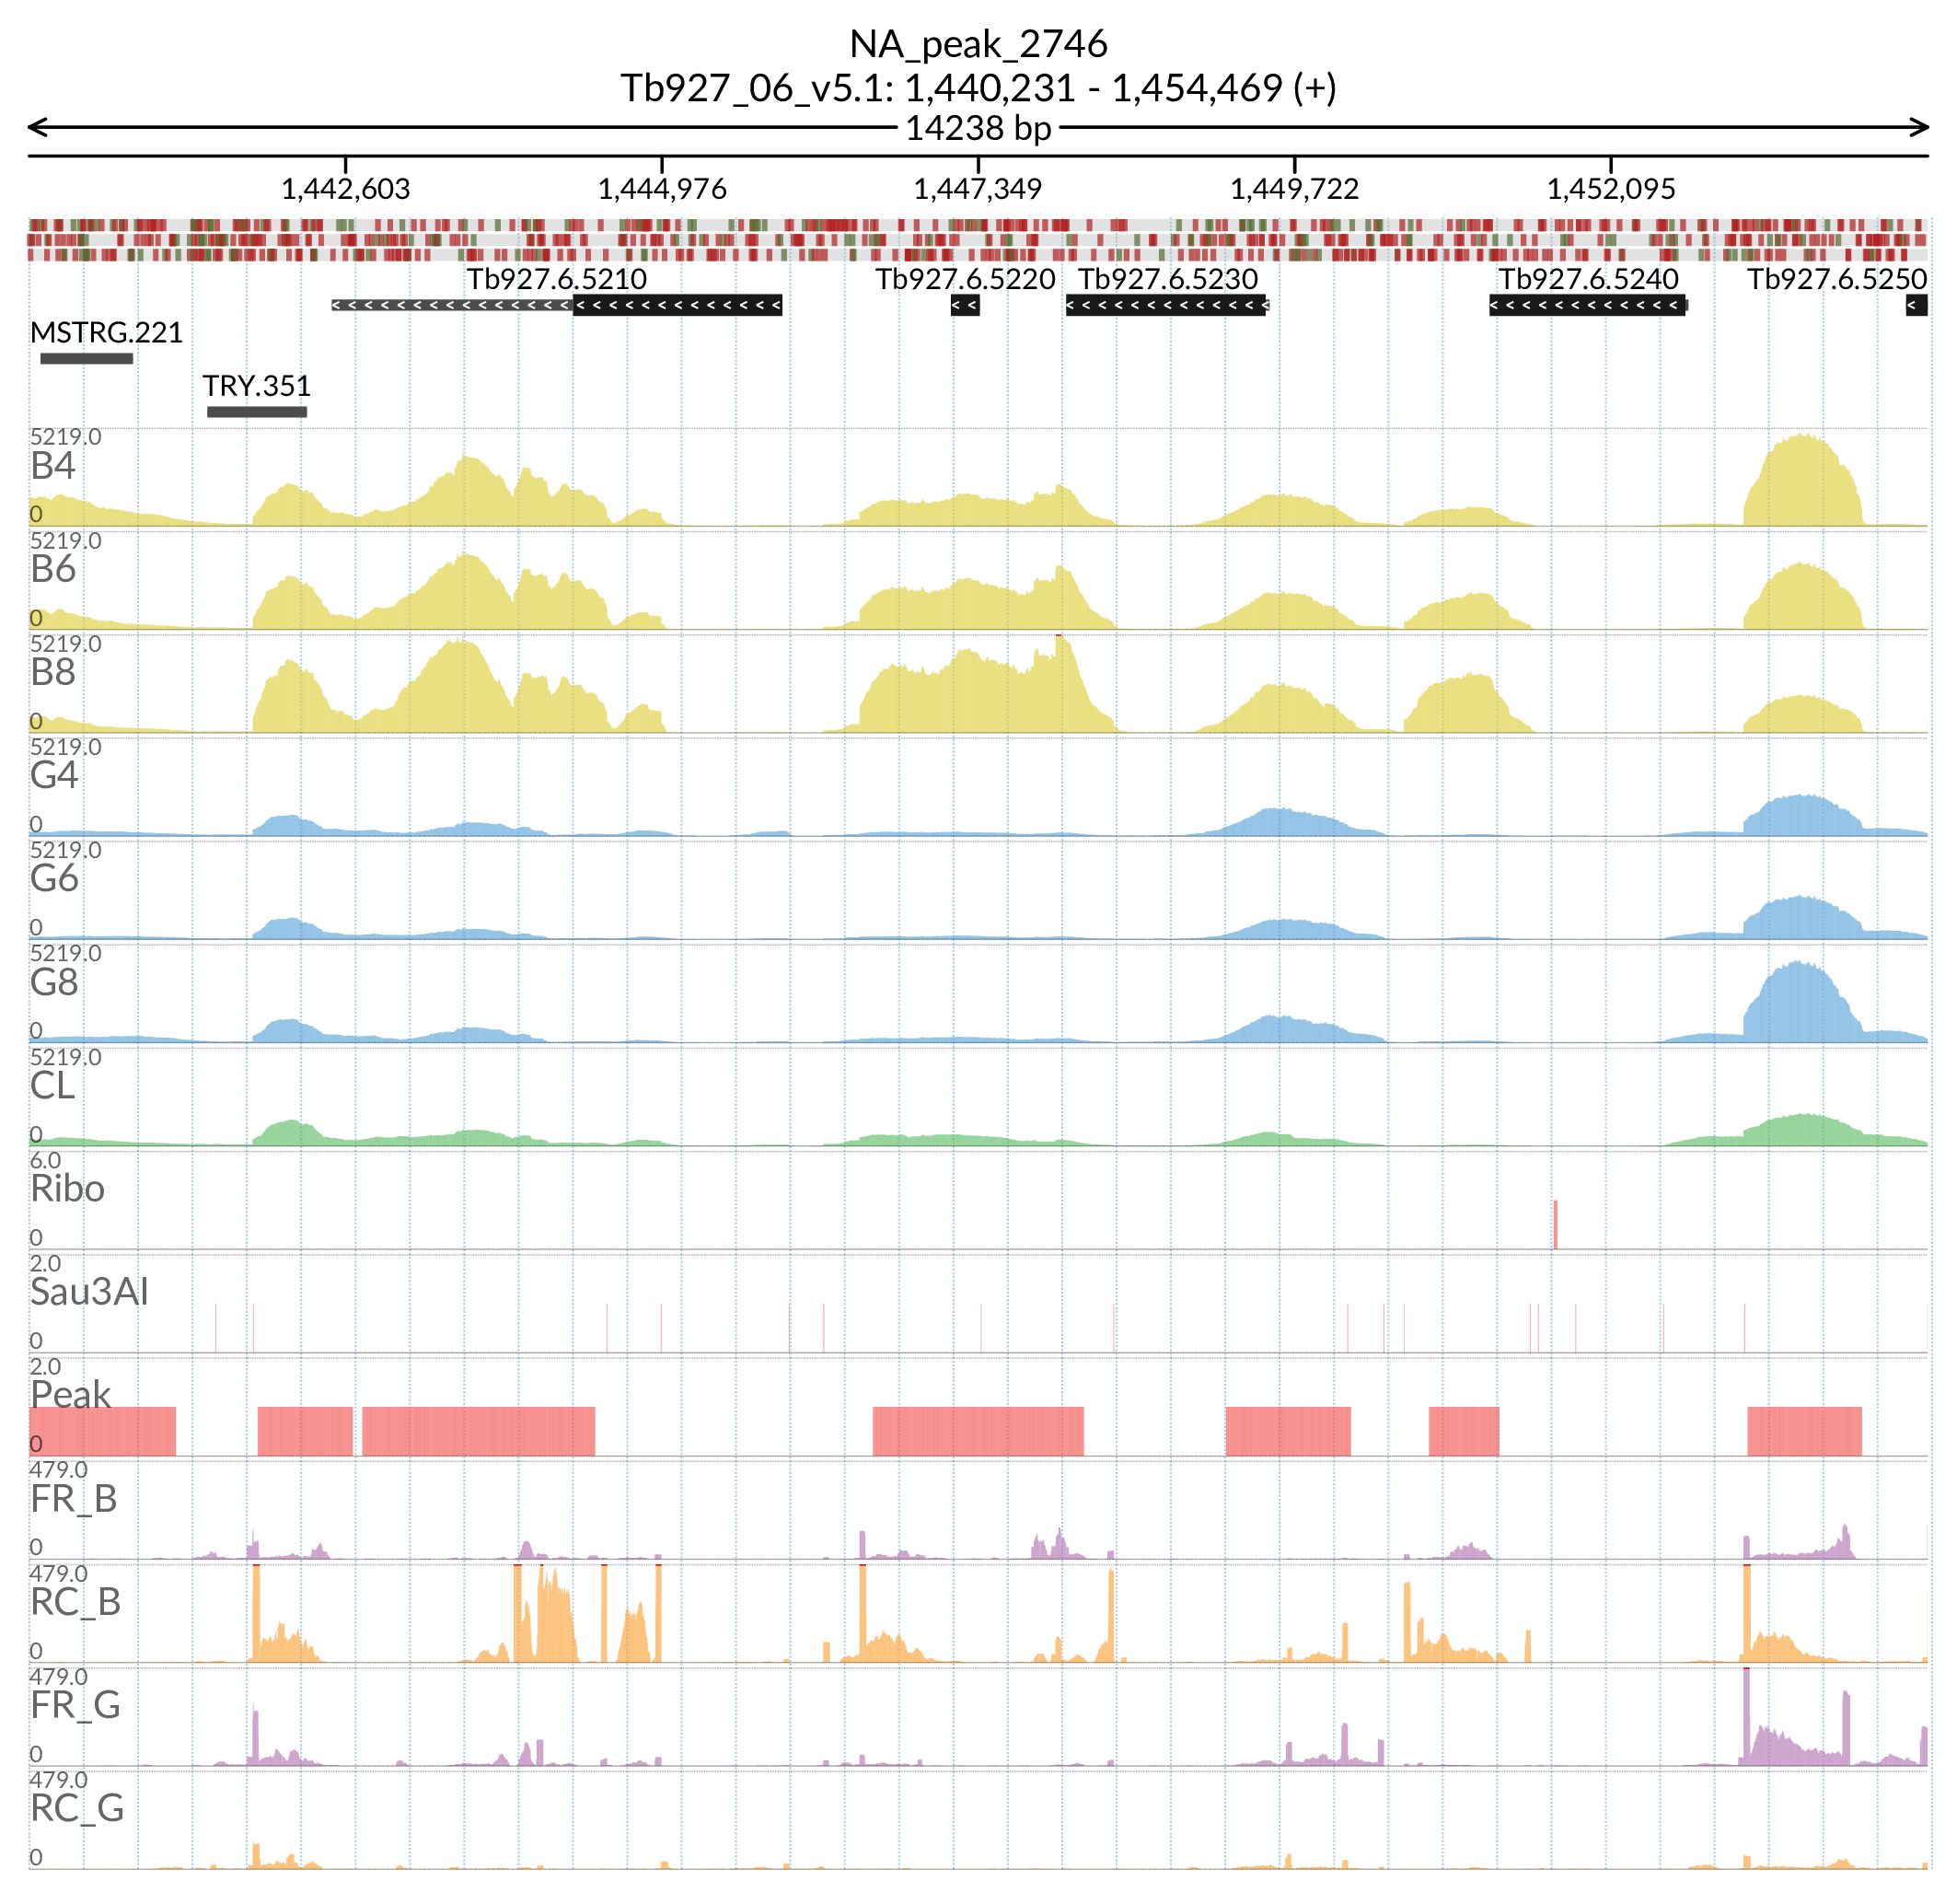 NA_peak_2746
Tb927_06_v5.1: 1,440,231 - 1,454,469 (+)
14238 bp
1,442,603 1,444,976 1,447,349 1,449,722 1,452,095
Tb927.6.5210 Tb927.6.5220 Tb927.6.5230 Tb927.6.5240 Tb927.6.5250
MSTRG.221
TRY.351
5219.0
B4
0
5219.0
B6
0
5219.0
B8
0
5219.0
G4
0
5219.0
G6
0
5219.0
G8
0
5219.0
CL
0
6.0
Ribo
0
2.0
Sau3AI
0
2.0
Peak
0
479.0
FR_B
0
479.0
RC_B
0
479.0
FR_G
0
479.0
RC_G
0